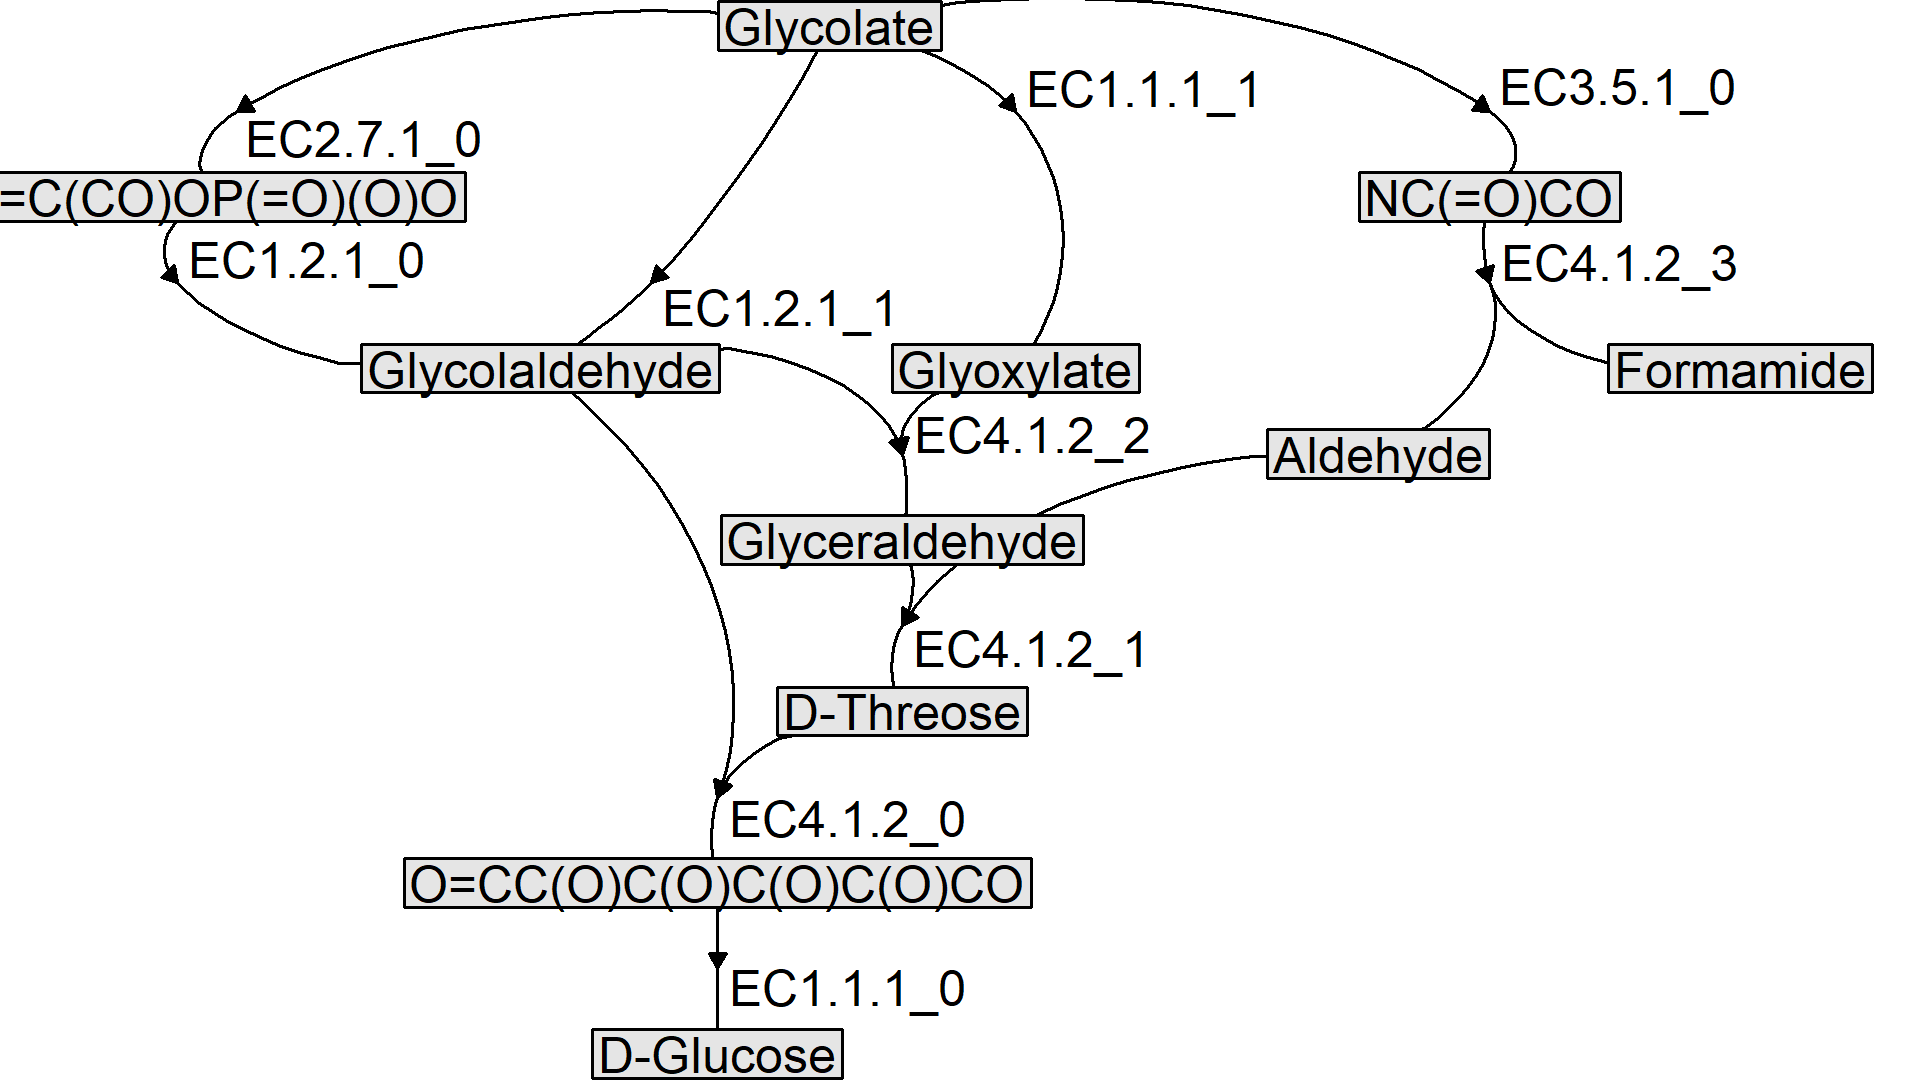 Glycolate
EC1.1.1_1
EC3.5.1_0
EC2.7.1_0
=C(CO)OP(=O)(O)O
NC(=O)CO
EC1.2.1_0
EC4.1.2_3
EC1.2.1_1
Glycolaldehyde
Glyoxylate
Formamide
EC4.1.2_2
Aldehyde
Glyceraldehyde
EC4.1.2_1
D-Threose
EC4.1.2_0
O=CC(O)C(O)C(O)C(O)CO
EC1.1.1_0
D-Glucose